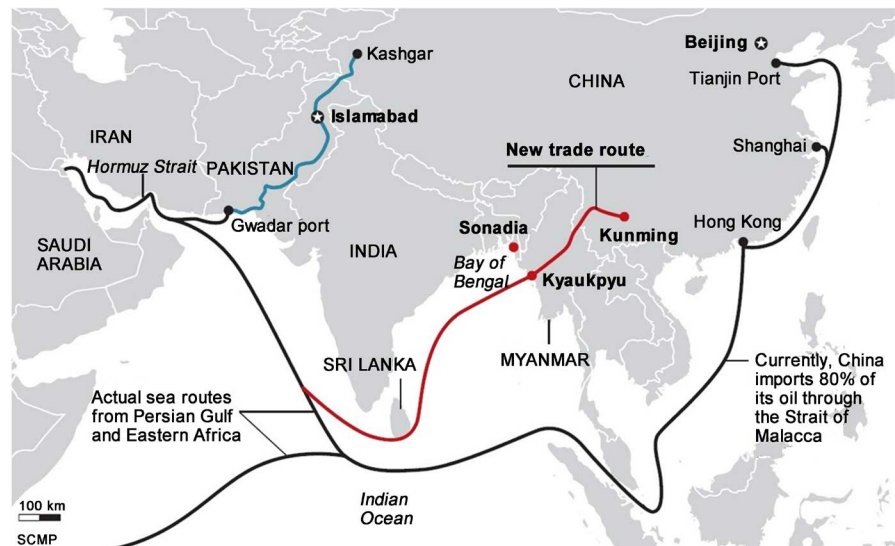 Kashgar
Beijing
Tianjin Port
CHINA
Islamabad
IRAN
Hormuz Strait
PAKISTAN
New trade route
Shanghai
Gwadar port
Hong Kong
SAUDI
ARABIA
INDIA
Sonadia
Kunming
Bay of
Bengal
Kyaukpyu
SRI LANKA
MYANMAR
Currently, China
imports 80% of
its oil through
the Strait of
Malacca
Actual sea routes
from Persian Gulf
and Eastern Africa
Indian
Ocean
100 km
SCMP